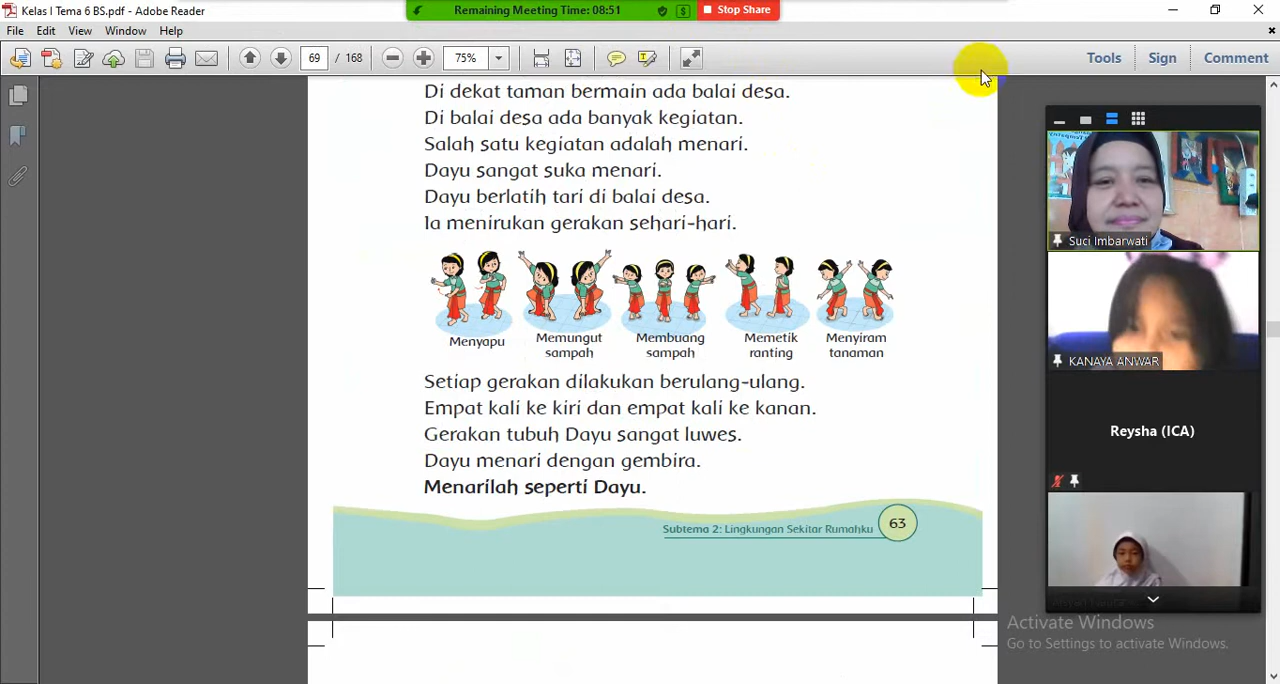 Kelas I Tema 6 BS.pdf - Adobe Reader
Remaining Meeting Time: 08:51
Stop Share
File Edit View Window Help
69 / 168
75%
Tools Sign Comment
Di dekat taman bermain ada balai desa.
Di balai desa ada banyak kegiatan.
Salah satu kegiatan adalah menari.
Dayu sangat suka menari.
Dayu berlatih tari di balai desa.
Ia menirukan gerakan sehari-hari.
Menyapu
Memungut
sampah
Membuang
sampah
Memetik
ranting
Menyiram
tanaman
Setiap gerakan dilakukan berulang-ulang.
Empat kali ke kiri dan empat kali ke kanan.
Gerakan tubuh Dayu sangat luwes.
Dayu menari dengan gembira.
Menarilah seperti Dayu.
Subtema 2: Lingkungan Sekitar Rumahku
63
Suci Imbarwati
KANAYA ANWAR
Reysha (ICA)
Activate Windows
Go to Settings to activate Windows.